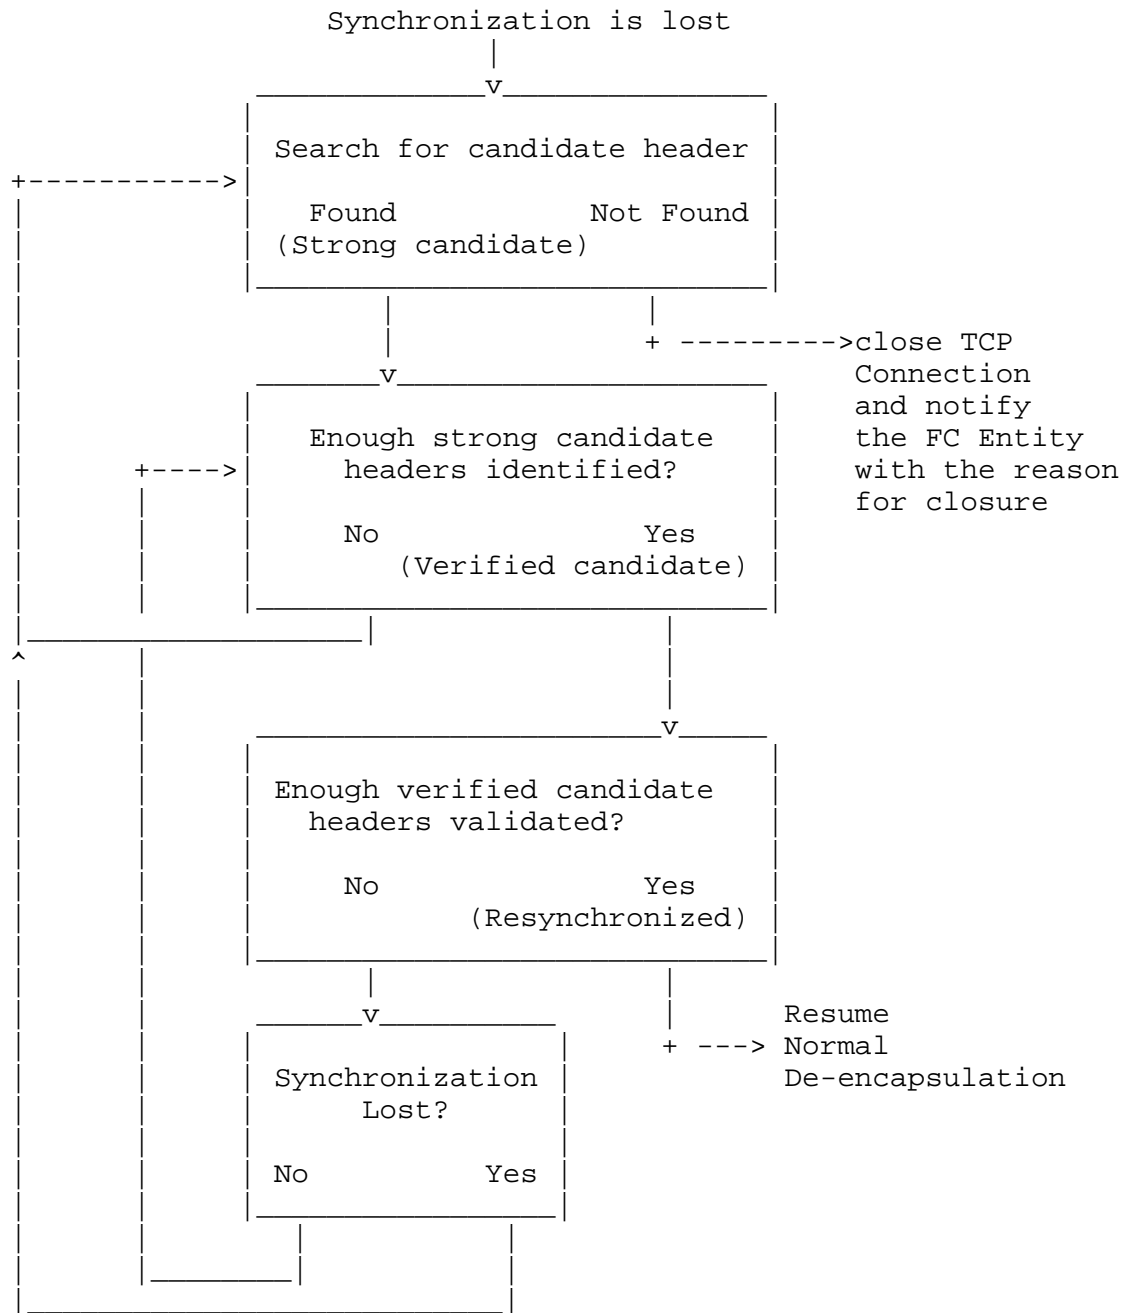 Synchronization is lost
Search for candidate header
Found Not Found
(Strong candidate)
close TCP
Connection
and notify
the FC Entity
with the reason
for closure
Enough strong candidate
headers identified?
No Yes
(Verified candidate)
Enough verified candidate
headers validated?
No Yes
(Resynchronized)
Resume
Normal
De-encapsulation
Synchronization
Lost?
No Yes